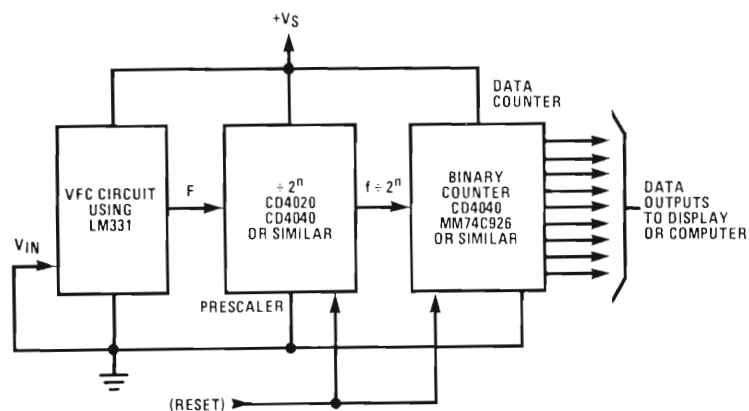 +VS
DATA
COUNTER
VFC CIRCUIT
USING
LM331
F
÷ 2ⁿ
CD4020
CD4040
OR SIMILAR
f ÷ 2ⁿ
BINARY
COUNTER
CD4040
MM74C926
OR SIMILAR
DATA
OUTPUTS
TO DISPLAY
OR COMPUTER
VIN
PRESCALER
(RESET)